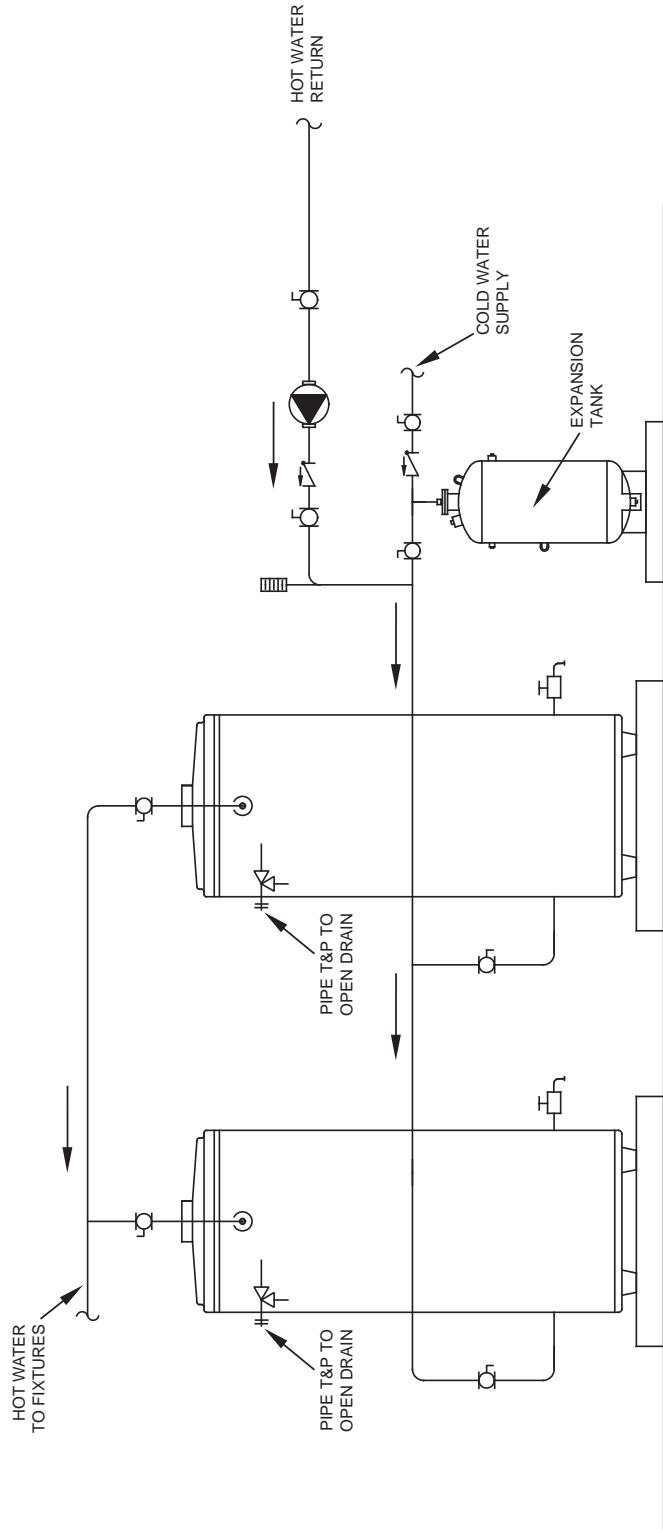 HOT WATER
TO FIXTURES
PIPE T&P TO
OPEN DRAIN
PIPE T&P TO
OPEN DRAIN
HOT WATER
RETURN
COLD WATER
SUPPLY
EXPANSION
TANK